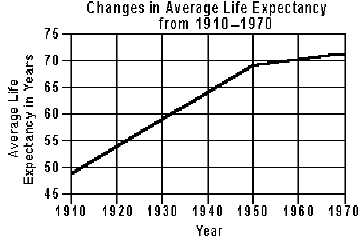 Changes in Average Life Expectancy
from 1910–1970
Average Life
Expectancy in Years
75
70
65
60
55
50
45
1910 1920 1930 1940 1950 1960 1970
Year